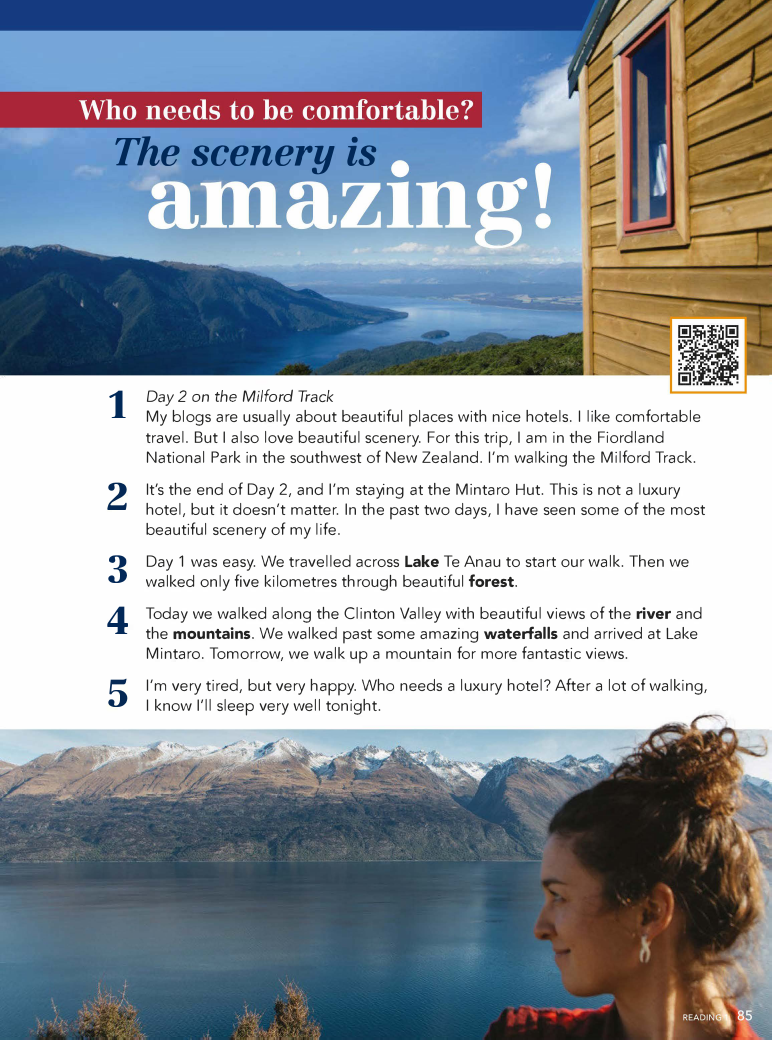 Who needs to be comfortable?
The scenery is
amazing!
1
Day 2 on the Milford Track
My blogs are usually about beautiful places with nice hotels. I like comfortable
travel. But I also love beautiful scenery. For this trip, I am in the Fiordland
National Park in the southwest of New Zealand. I'm walking the Milford Track.
2
It's the end of Day 2, and I'm staying at the Mintaro Hut. This is not a luxury
hotel, but it doesn't matter. In the past two days, I have seen some of the most
beautiful scenery of my life.
3
Day 1 was easy. We travelled across Lake Te Anau to start our walk. Then we
walked only five kilometres through beautiful forest.
4
Today we walked along the Clinton Valley with beautiful views of the river and
the mountains. We walked past some amazing waterfalls and arrived at Lake
Mintaro. Tomorrow, we walk up a mountain for more fantastic views.
5
I'm very tired, but very happy. Who needs a luxury hotel? After a lot of walking,
I know I'll sleep very well tonight.
READING 85